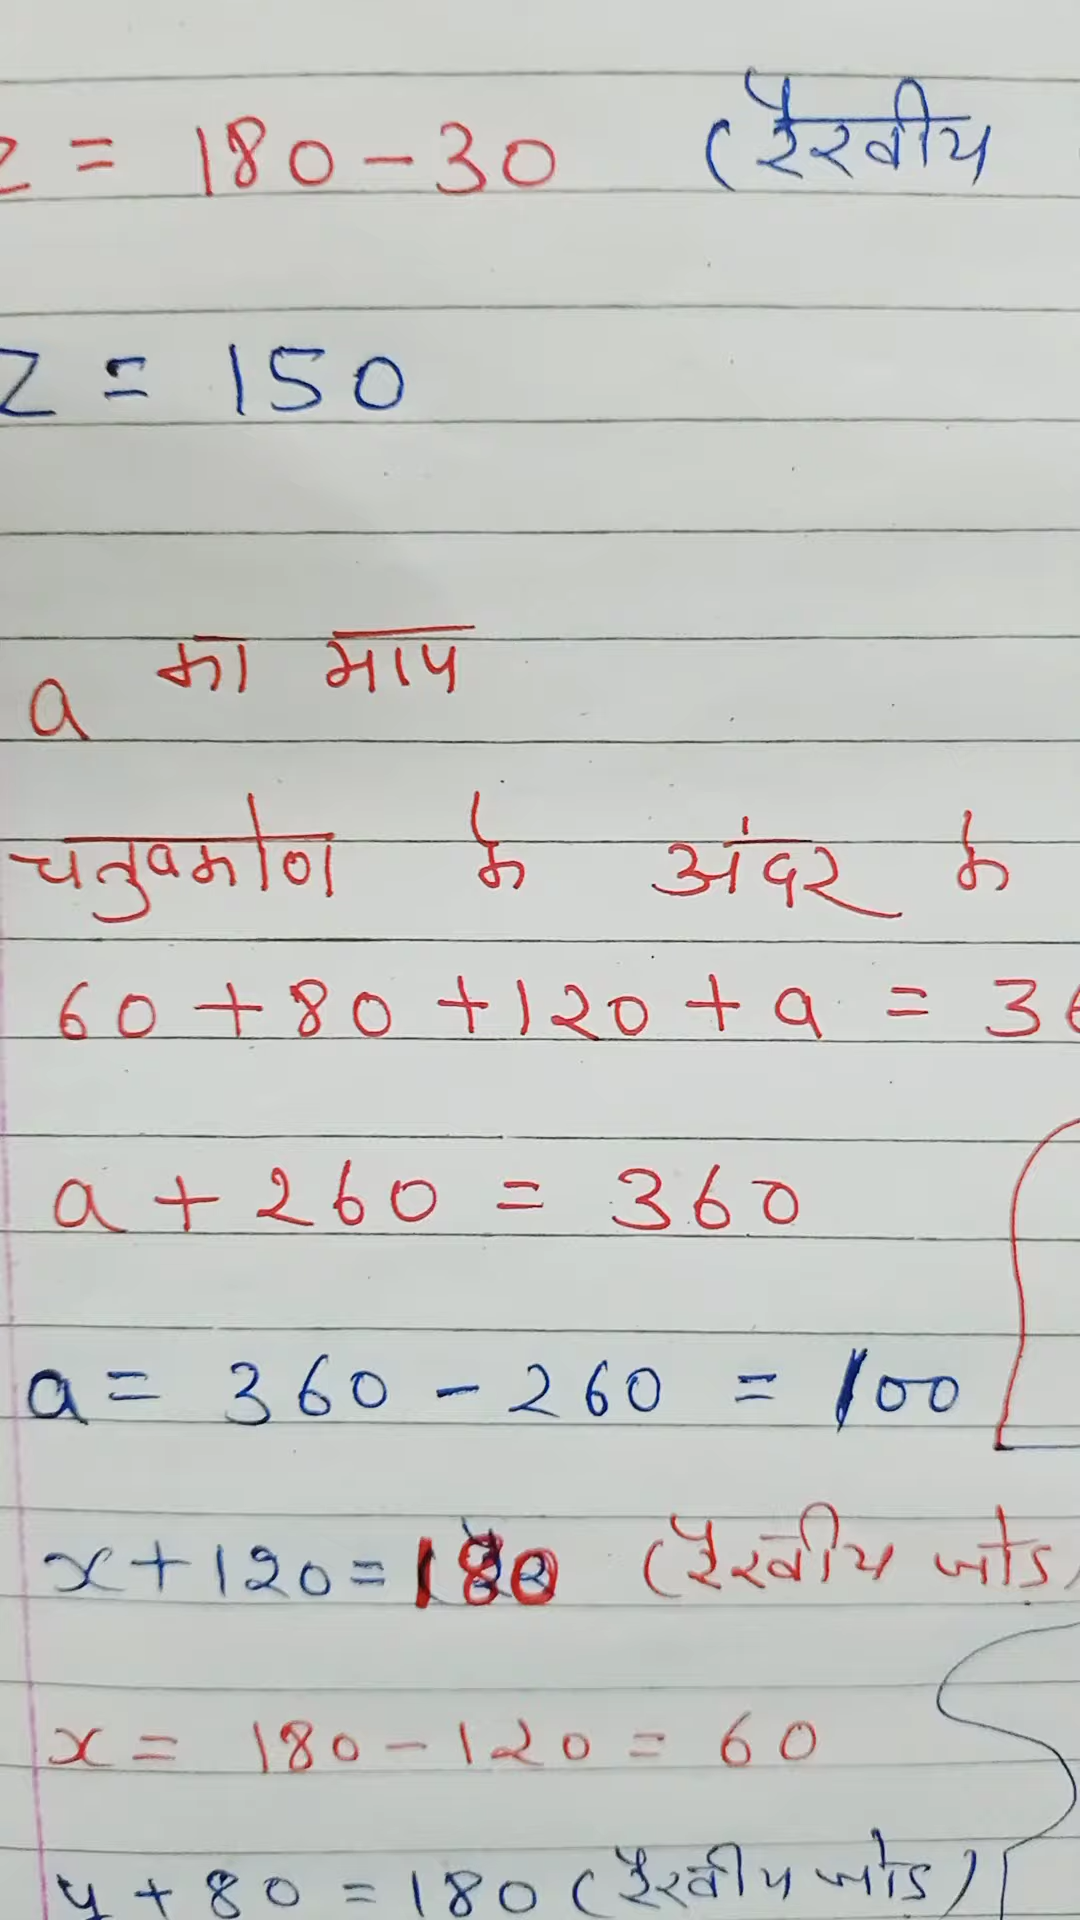 z = 180 - 30 (रैखीय
z = 150
a का माप
चतुष्कोण के अंदर के
60 + 80 + 120 + a = 36
a + 260 = 360
a = 360 - 260 = 100
x + 120 = 180 (रैखीय जोड)
x = 180 - 120 = 60
y + 80 = 180 (रैखीय जोड)